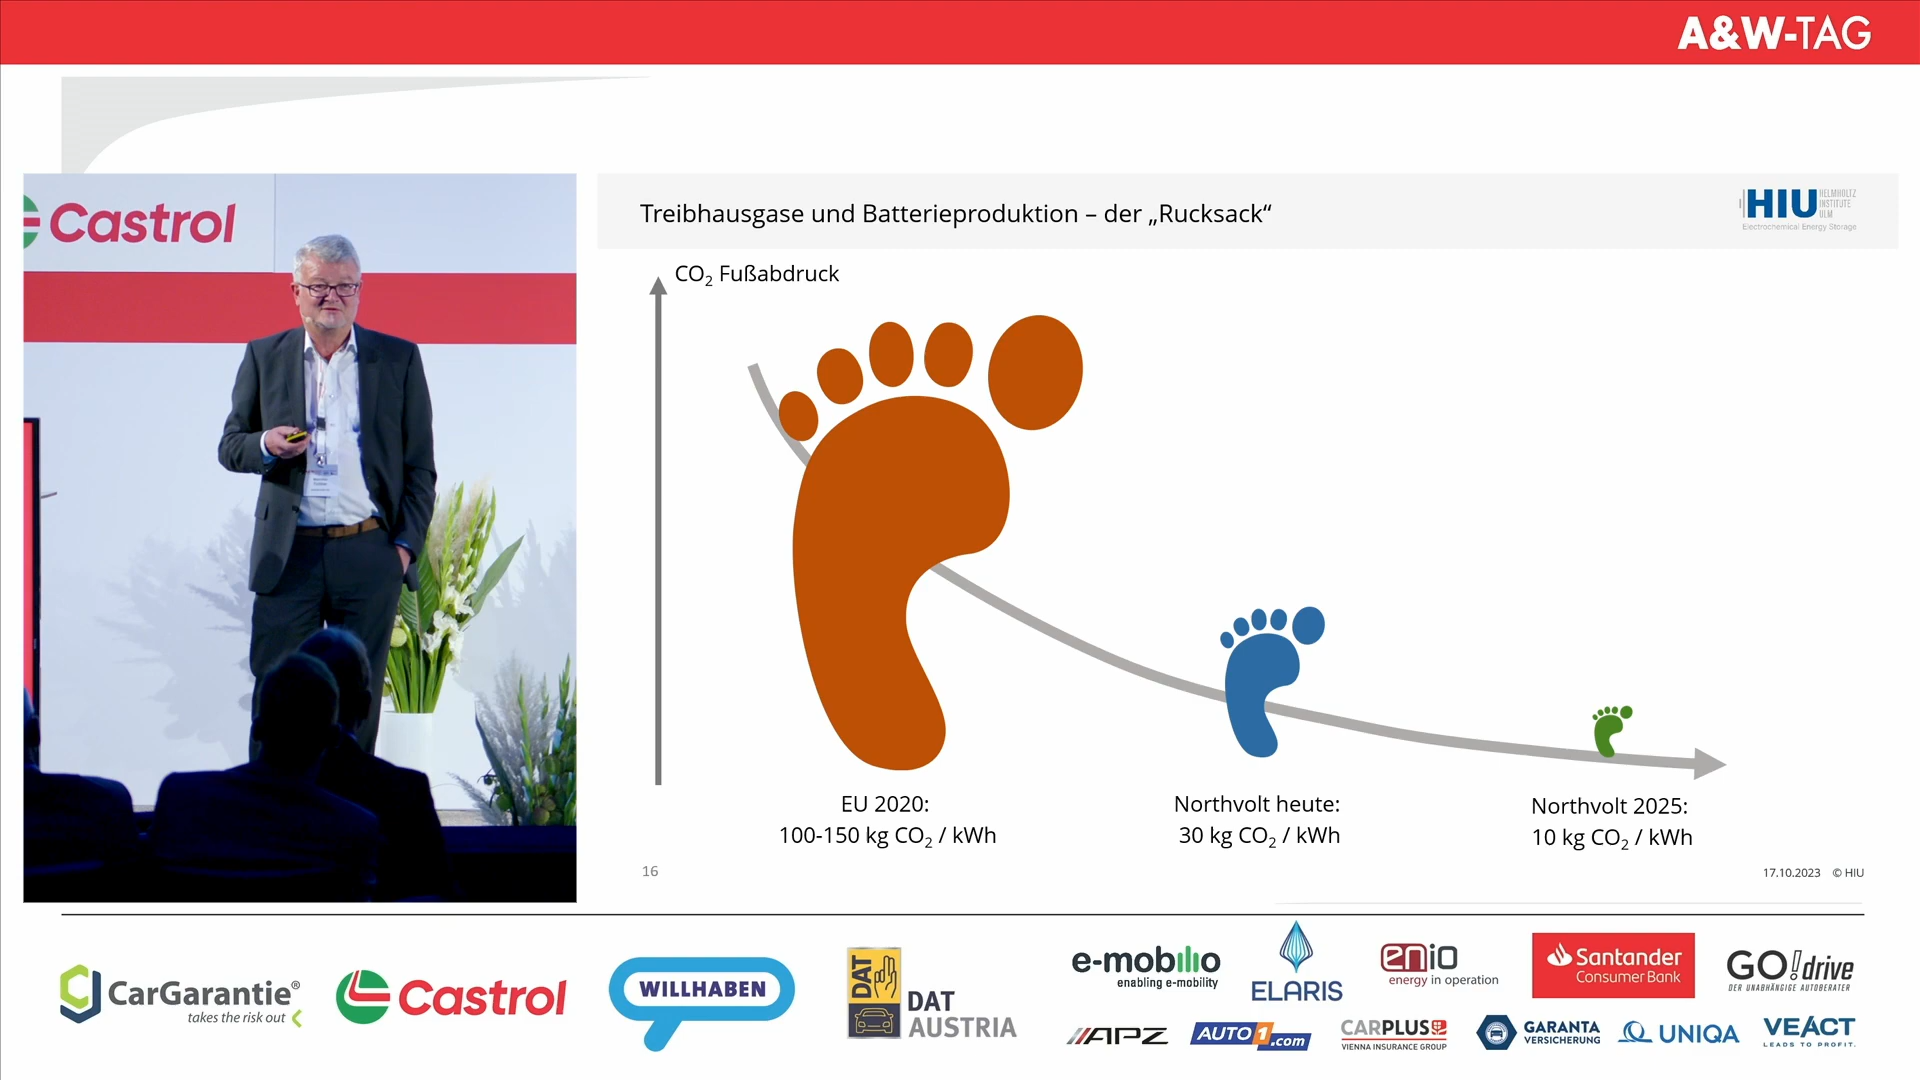 A&W-TAG
Castrol
Treibhausgase und Batterieproduktion – der „Rucksack“
HIU HELMHOLTZ
INSTITUTE
ULM
Electrochemical Energy Storage
CO₂ Fußabdruck
EU 2020:
100-150 kg CO₂ / kWh
Northvolt heute:
30 kg CO₂ / kWh
Northvolt 2025:
10 kg CO₂ / kWh
16
17.10.2023 © HIU
CarGarantie®
takes the risk out
Castrol
WILLHABEN
DAT
DAT
AUSTRIA
e-mobilio
enabling e-mobility
ELARIS
enio
energy in operation
Santander
Consumer Bank
GO!drive
DER UNABHÄNGIGE AUTOBERATER
APZ
AUTO1.com
CARPLUS
VIENNA INSURANCE GROUP
GARANTA
VERSICHERUNG
UNIQA
VEACT
LEADS TO PROFIT.